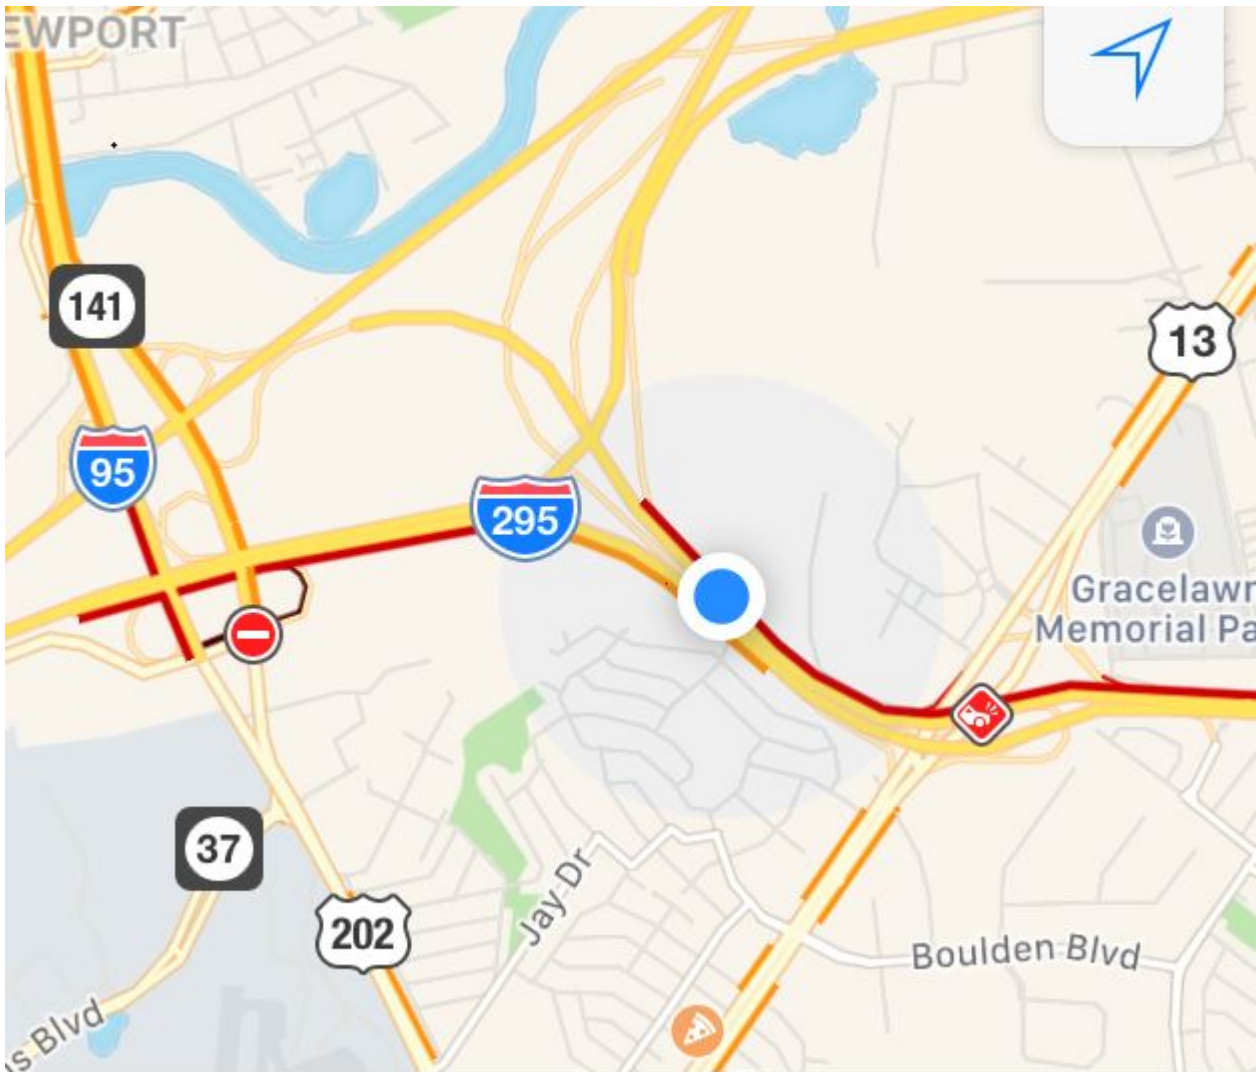 EWPORT
141
13
95
295
Gracelawn
Memorial Pa
37
Jay Dr
202
Boulden Blvd
s Blvd